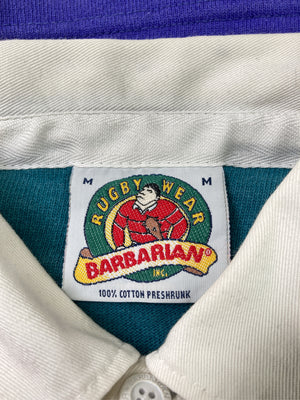 M M
RUGBY WEAR
BARBARIAN®
INC.
100% COTTON PRESHRUNK